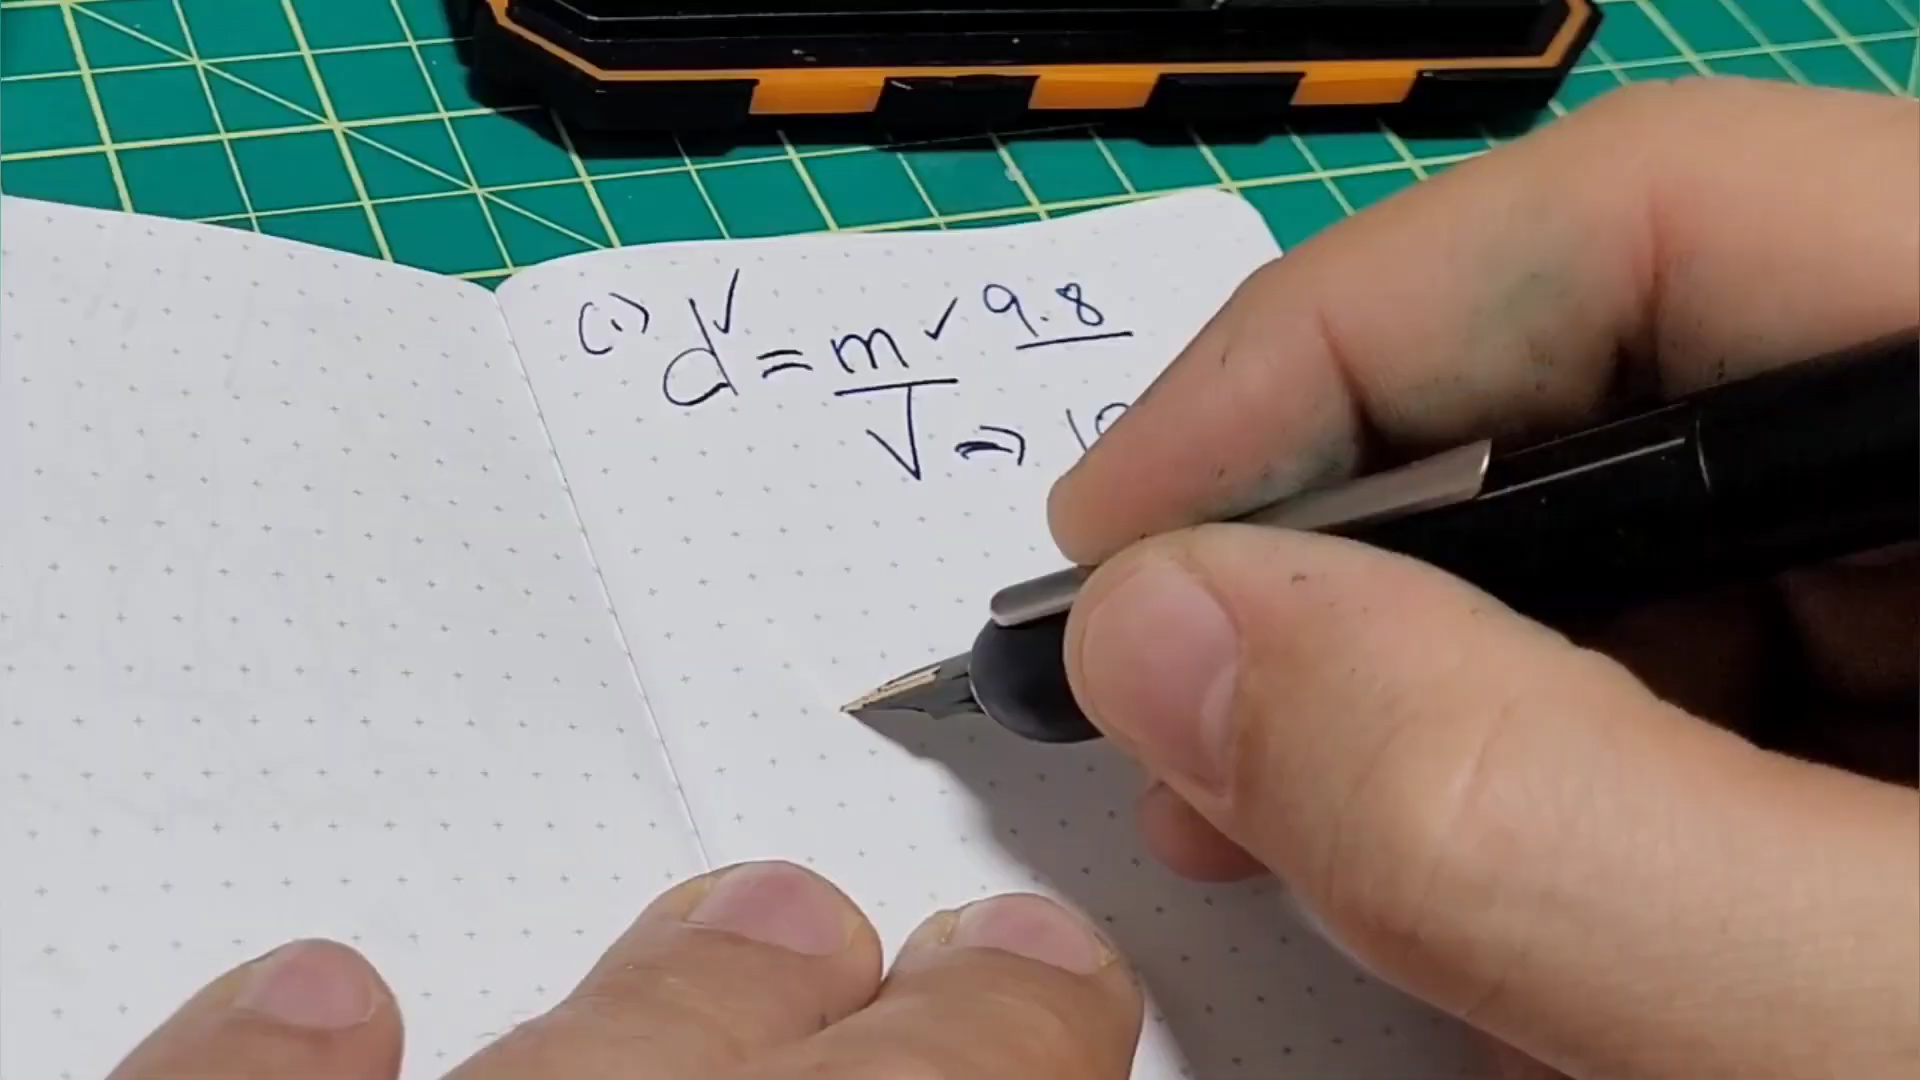 (i) d ✓ = m ✓ 9.8
V ⇒